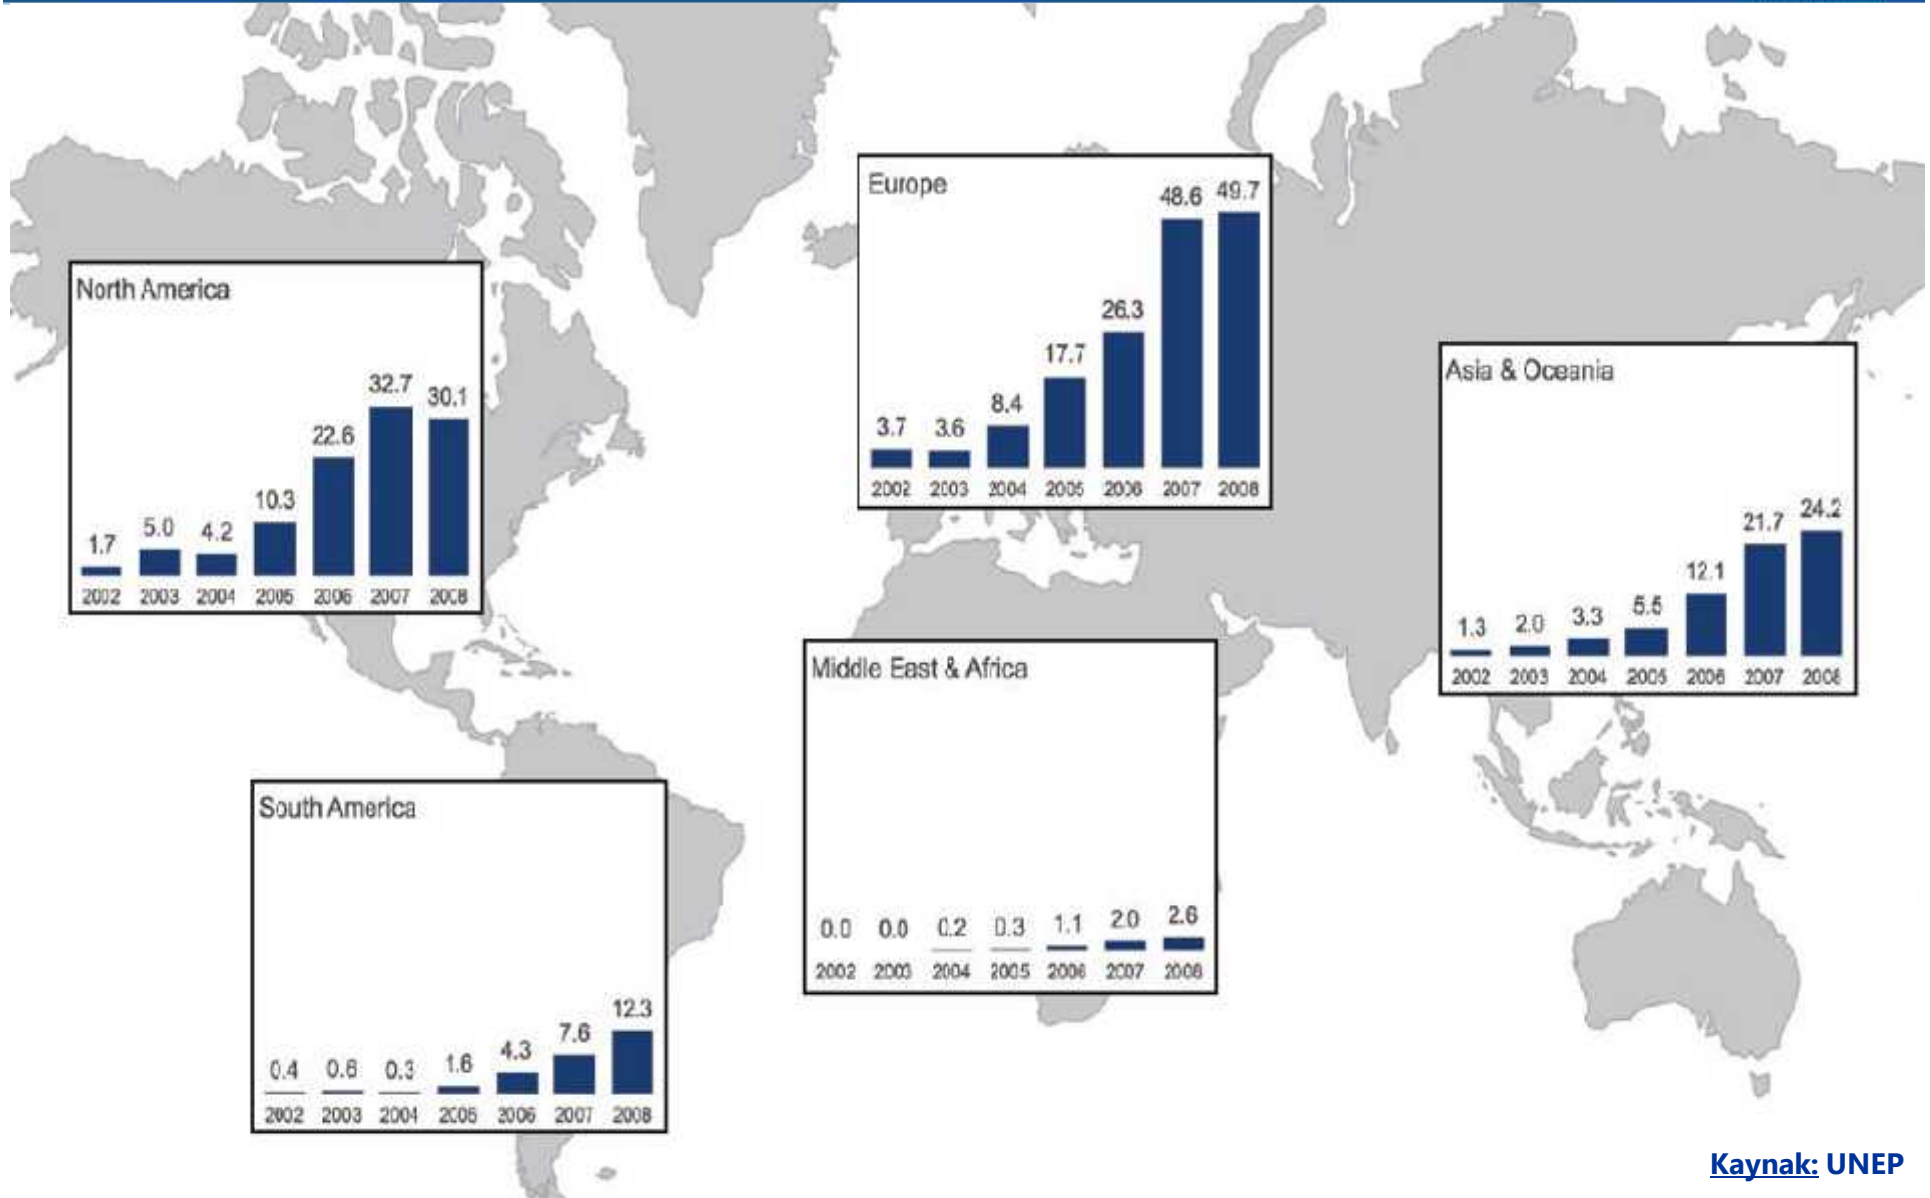 Europe
48.6 49.7
26.3
17.7
8.4
3.7 3.6
2002 2003 2004 2005 2006 2007 2008
North America
32.7 30.1
22.6
10.3
1.7 5.0 4.2
2002 2003 2004 2005 2006 2007 2008
Asia & Oceania
21.7 24.2
12.1
1.3 2.0 3.3 5.5
2002 2003 2004 2005 2006 2007 2008
Middle East & Africa
0.0 0.0 0.2 0.3 1.1 2.0 2.6
2002 2003 2004 2005 2006 2007 2008
South America
12.3
7.6
4.3
0.4 0.6 0.3 1.6
2002 2003 2004 2005 2006 2007 2008
Kaynak: UNEP